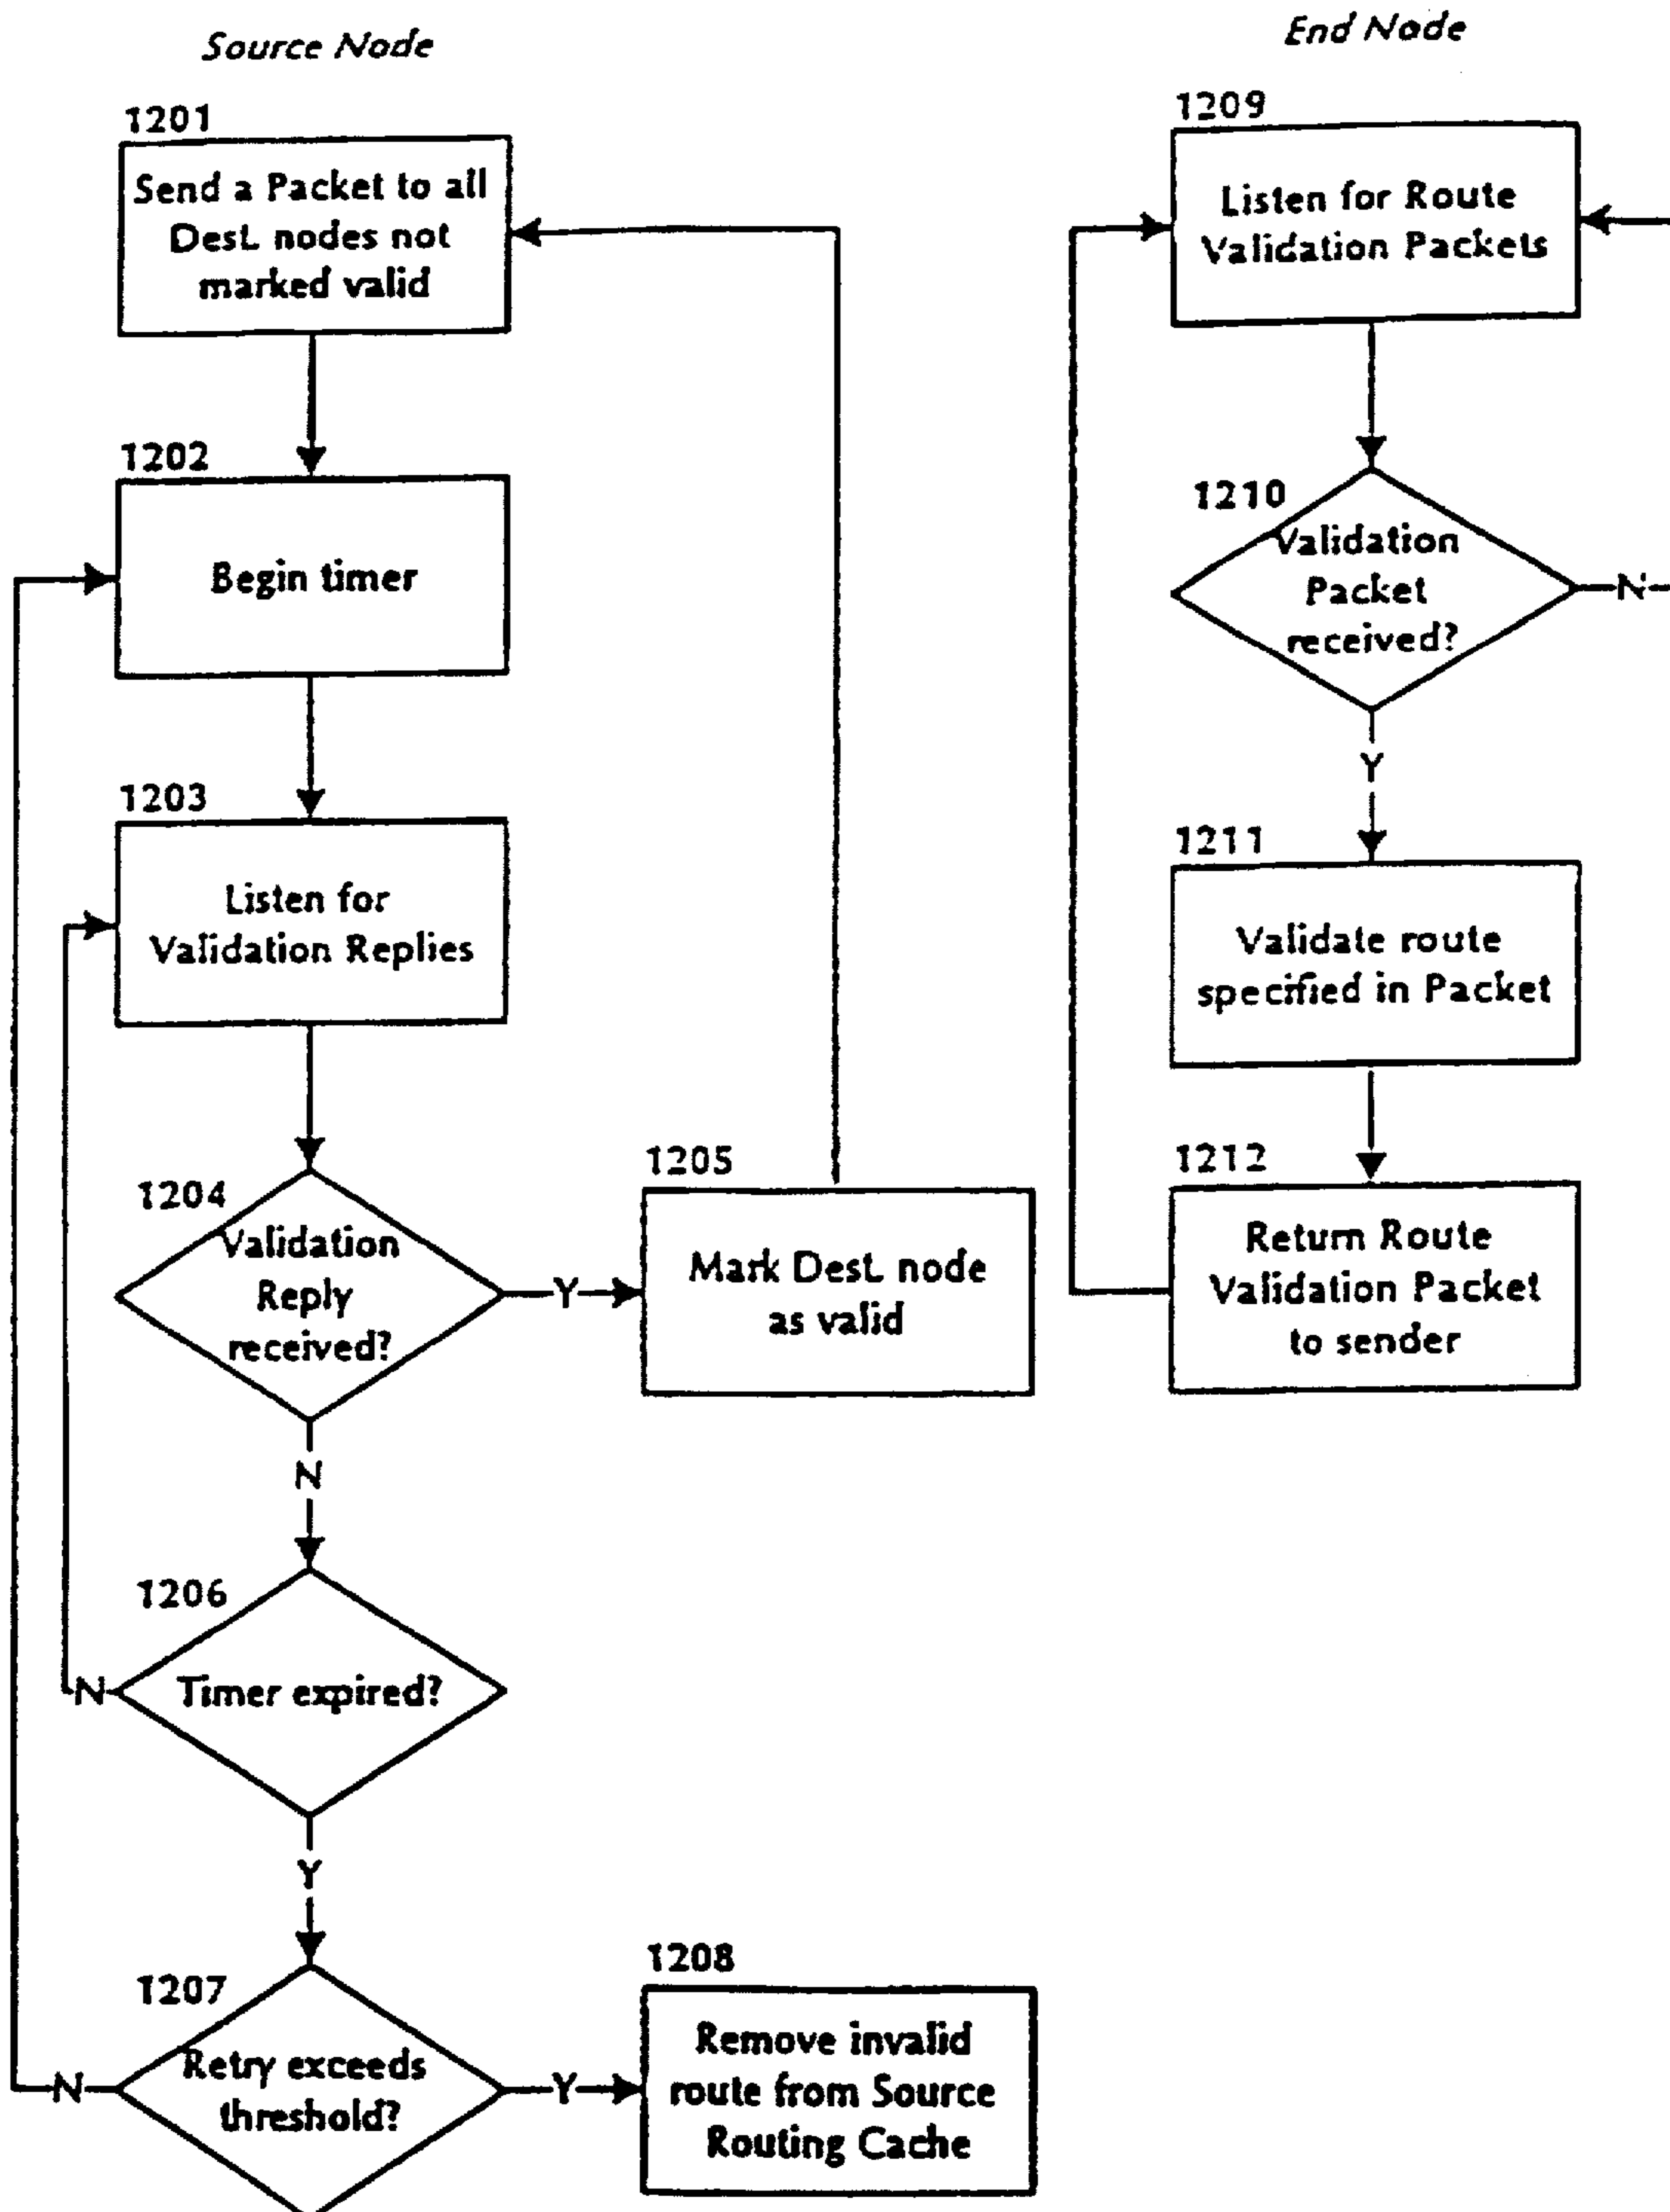 Source Node
1201
Send a Packet to all
Dest. nodes not
marked valid
1202
Begin timer
1203
Listen for
Validation Replies
1204
Validation
Reply
received?
Y
1205
Mark Dest. node
as valid
N
1206
Timer expired?
N
Y
1207
Retry exceeds
threshold?
N
Y
1208
Remove invalid
route from Source
Routing Cache
End Node
1209
Listen for Route
Validation Packets
1210
Validation
Packet
received?
N
Y
1211
Validate route
specified in Packet
1212
Return Route
Validation Packet
to sender